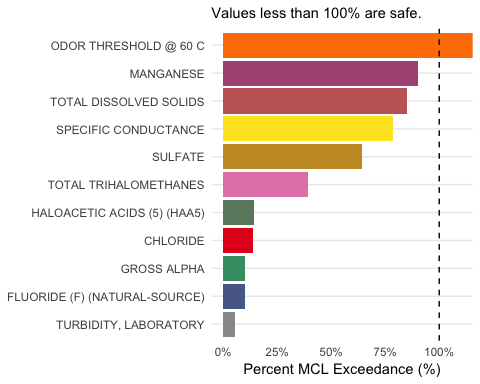 Values less than 100% are safe.
ODOR THRESHOLD @ 60 C
MANGANESE
TOTAL DISSOLVED SOLIDS
SPECIFIC CONDUCTANCE
SULFATE
TOTAL TRIHALOMETHANES
HALOACETIC ACIDS (5) (HAA5)
CHLORIDE
GROSS ALPHA
FLUORIDE (F) (NATURAL-SOURCE)
TURBIDITY, LABORATORY
0% 25% 50% 75% 100%
Percent MCL Exceedance (%)